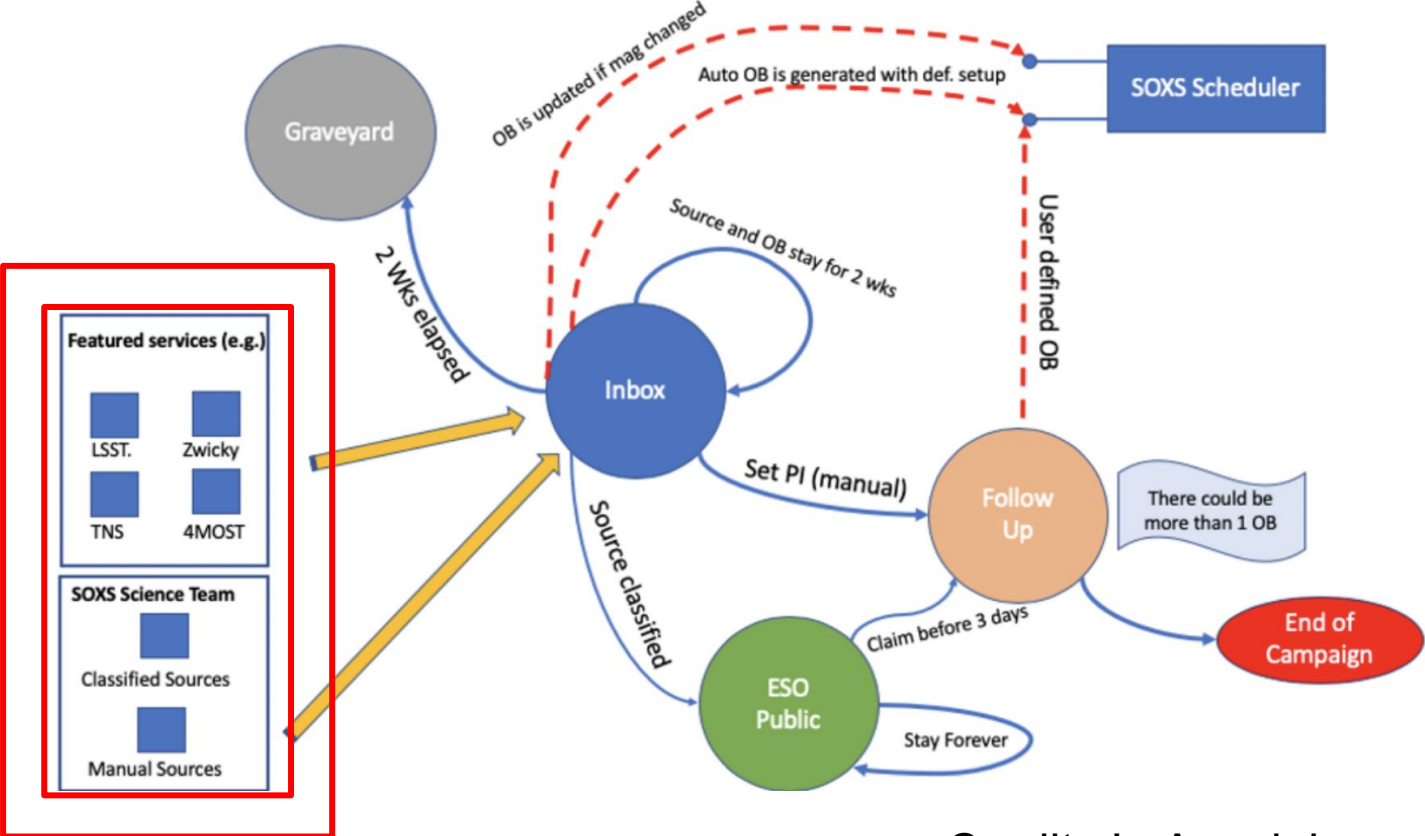 OB is updated if mag changed
Auto OB is generated with def. setup
SOXS Scheduler
Graveyard
Source and OB stay for 2 wks
2 Wks elapsed
User defined OB
Featured services (e.g.)
LSST.
Zwicky
TNS
4MOST
SOXS Science Team
Classified Sources
Manual Sources
Inbox
Set PI (manual)
Follow
Up
There could be
more than 1 OB
Source classified
Claim before 3 days
End of
Campaign
ESO
Public
Stay Forever